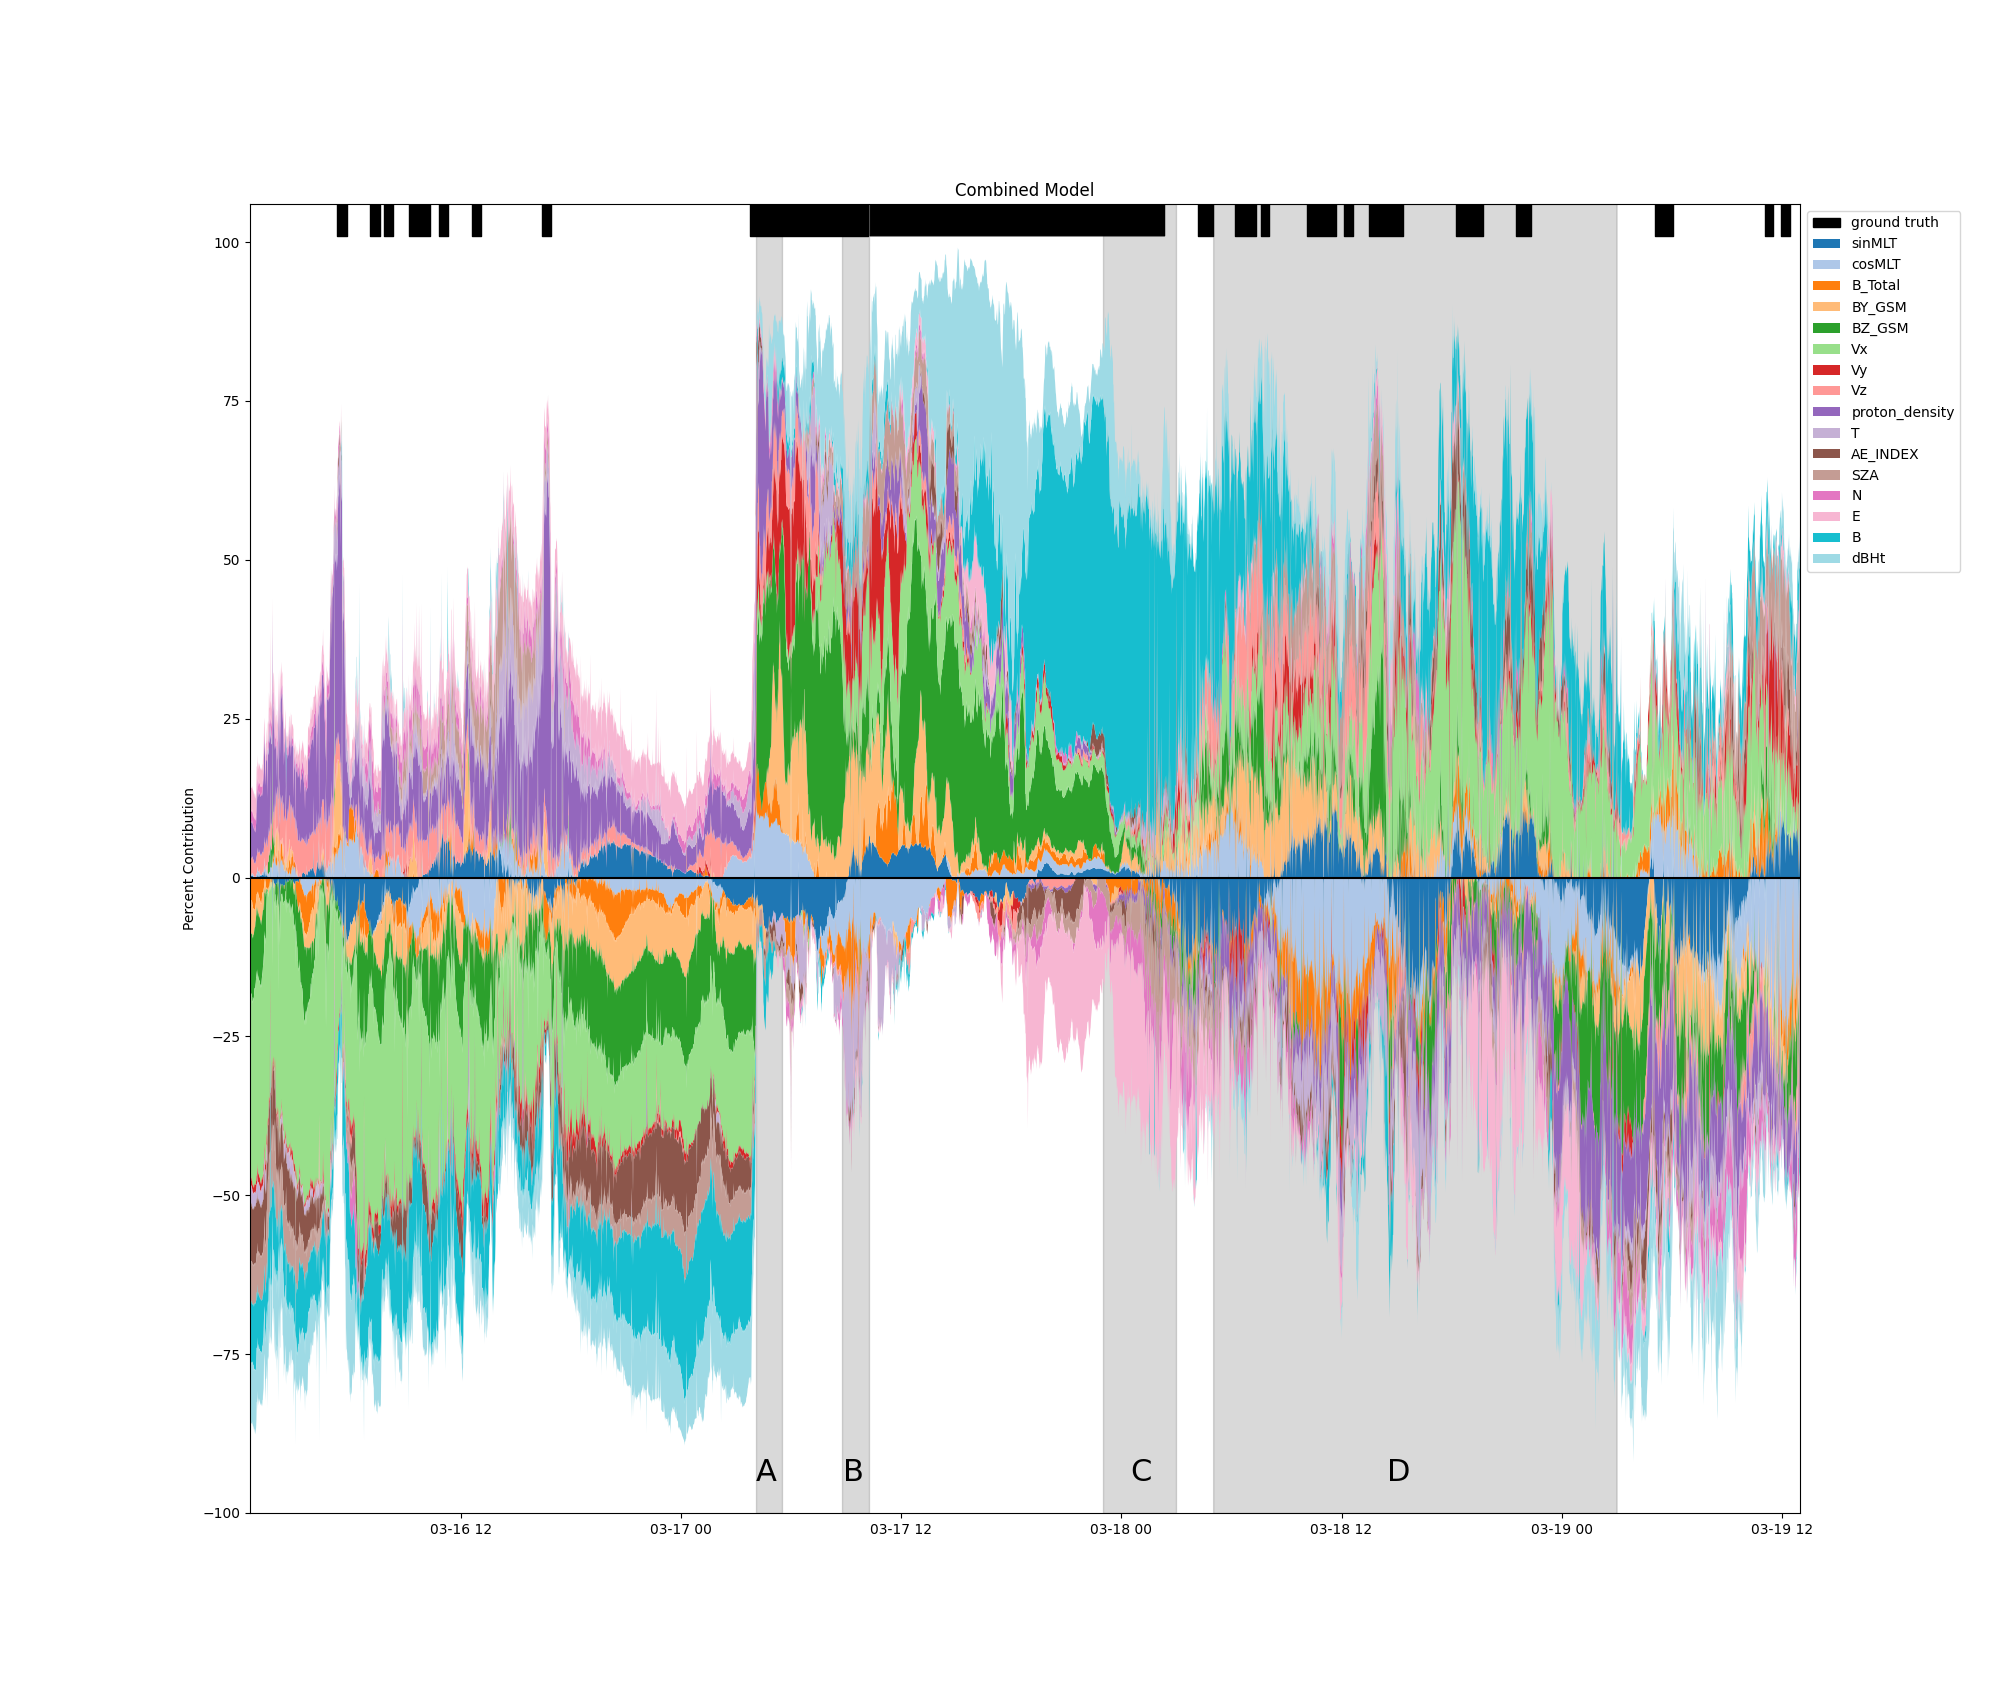 Combined Model
100
75
50
25
0
−25
−50
−75
−100
Percent Contribution
ground truth
sinMLT
cosMLT
B_Total
BY_GSM
BZ_GSM
Vx
Vy
Vz
proton_density
T
AE_INDEX
SZA
N
E
B
dBHt
A B C D
03-16 12 03-17 00 03-17 12 03-18 00 03-18 12 03-19 00 03-19 12